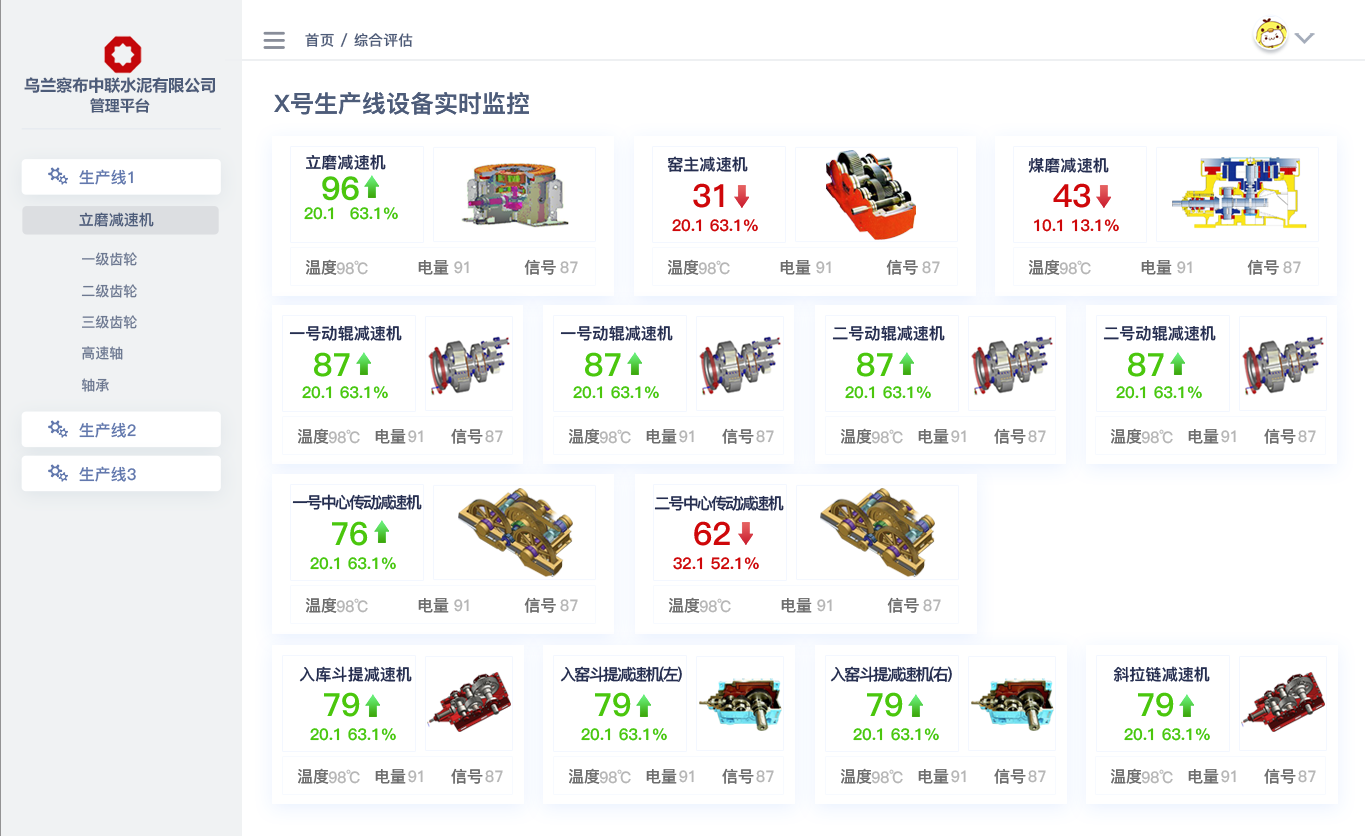 乌兰察布中联水泥有限公司
管理平台
生产线1
立磨减速机
一级齿轮
二级齿轮
三级齿轮
高速轴
轴承
生产线2
生产线3
首页 / 综合评估
X号生产线设备实时监控
立磨减速机
96
20.1 63.1%
温度98℃ 电量 91 信号 87
窑主减速机
31
20.1 63.1%
温度98℃ 电量 91 信号 87
煤磨减速机
43
10.1 13.1%
温度98℃ 电量 91 信号 87
一号动辊减速机
87
20.1 63.1%
温度98℃ 电量91 信号87
一号动辊减速机
87
20.1 63.1%
温度98℃ 电量91 信号87
二号动辊减速机
87
20.1 63.1%
温度98℃ 电量91 信号87
二号动辊减速机
87
20.1 63.1%
温度98℃ 电量91 信号87
一号中心传动减速机
76
20.1 63.1%
温度98℃ 电量 91 信号 87
二号中心传动减速机
62
32.1 52.1%
温度98℃ 电量 91 信号 87
入库斗提减速机
79
20.1 63.1%
温度98℃ 电量91 信号87
入窑斗提减速机(左)
79
20.1 63.1%
温度98℃ 电量91 信号87
入窑斗提减速机(右)
79
20.1 63.1%
温度98℃ 电量91 信号87
斜拉链减速机
79
20.1 63.1%
温度98℃ 电量91 信号87